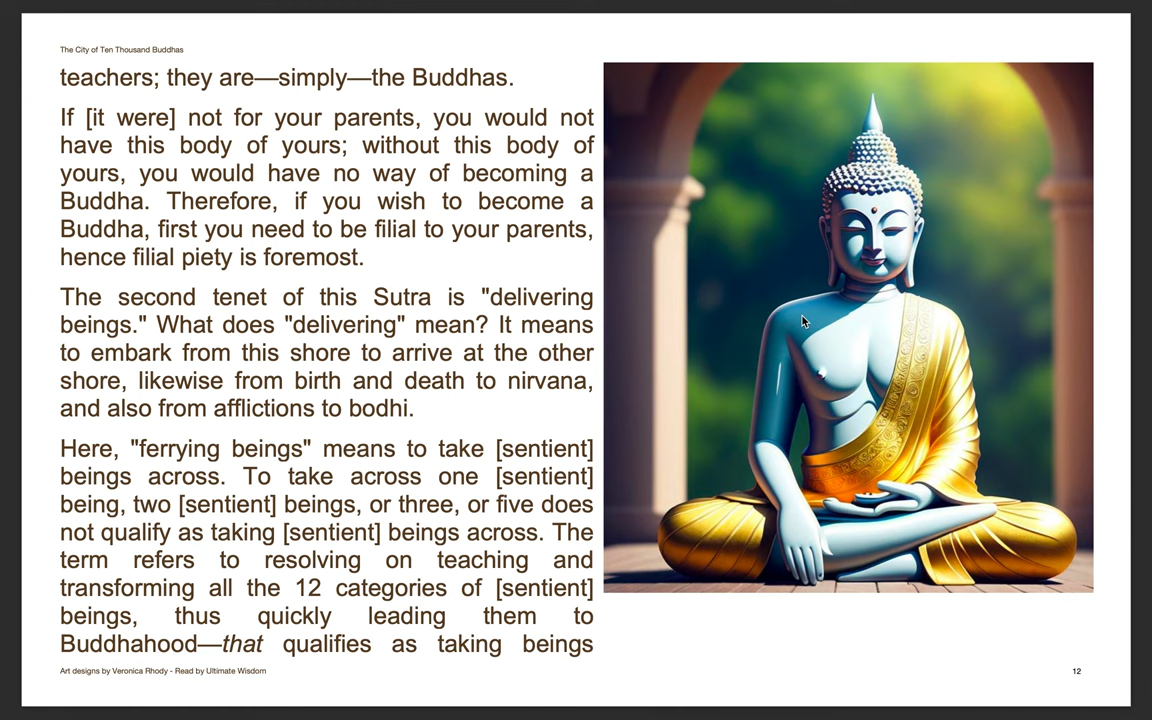 The City of Ten Thousand Buddhas
teachers; they are—simply—the Buddhas.
If [it were] not for your parents, you would not
have this body of yours; without this body of
yours, you would have no way of becoming a
Buddha. Therefore, if you wish to become a
Buddha, first you need to be filial to your parents,
hence filial piety is foremost.
The second tenet of this Sutra is "delivering
beings." What does "delivering" mean? It means
to embark from this shore to arrive at the other
shore, likewise from birth and death to nirvana,
and also from afflictions to bodhi.
Here, "ferrying beings" means to take [sentient]
beings across. To take across one [sentient]
being, two [sentient] beings, or three, or five does
not qualify as taking [sentient] beings across. The
term refers to resolving on teaching and
transforming all the 12 categories of [sentient]
beings, thus quickly leading them to
Buddhahood—that qualifies as taking beings
Art designs by Veronica Rhody - Read by Ultimate Wisdom
12